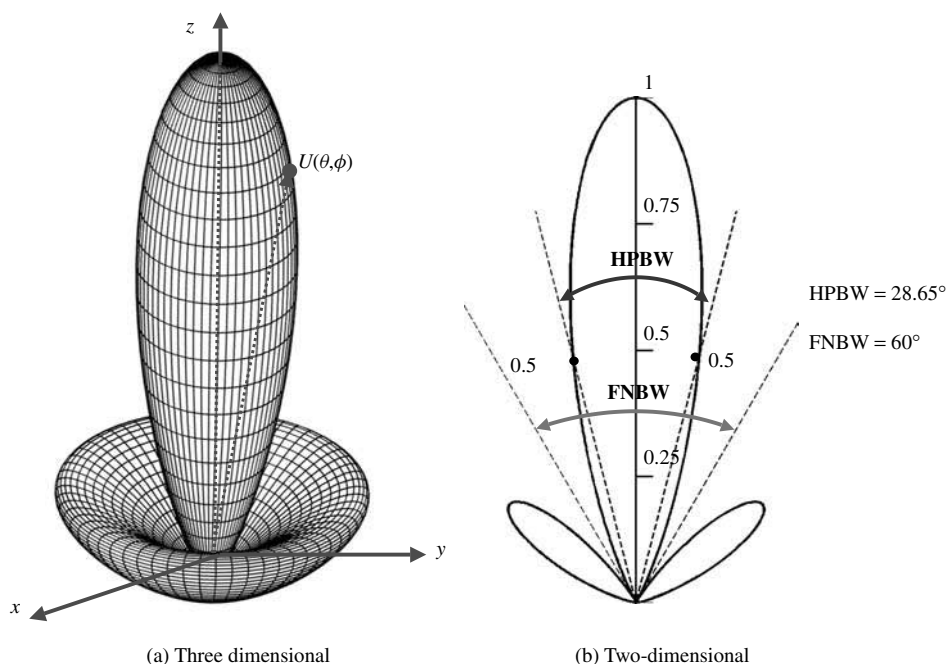 z
U(θ,ϕ)
y
x
(a) Three dimensional
1
0.75
HPBW
HPBW = 28.65°
0.5
FNBW = 60°
0.5
0.5
FNBW
0.25
(b) Two-dimensional